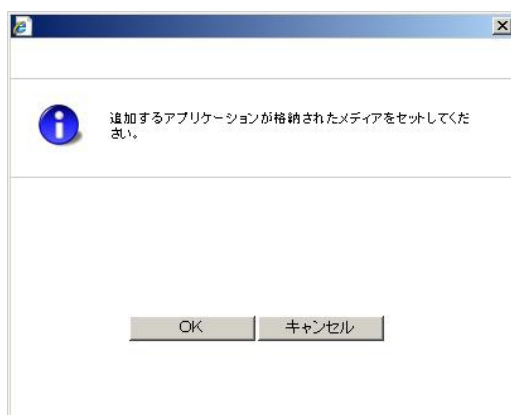 追加するアプリケーションが格納されたメディアをセットしてくだ
さい。
OK
キャンセル